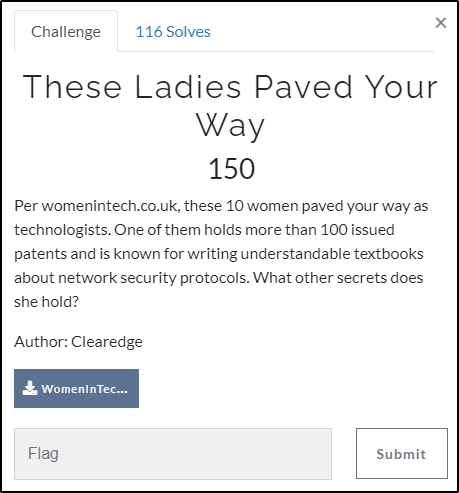 Challenge
116 Solves
×
These Ladies Paved Your
Way
150
Per womenintech.co.uk, these 10 women paved your way as
technologists. One of them holds more than 100 issued
patents and is known for writing understandable textbooks
about network security protocols. What other secrets does
she hold?
Author: Clearedge
WomenInTec...
Flag
Submit